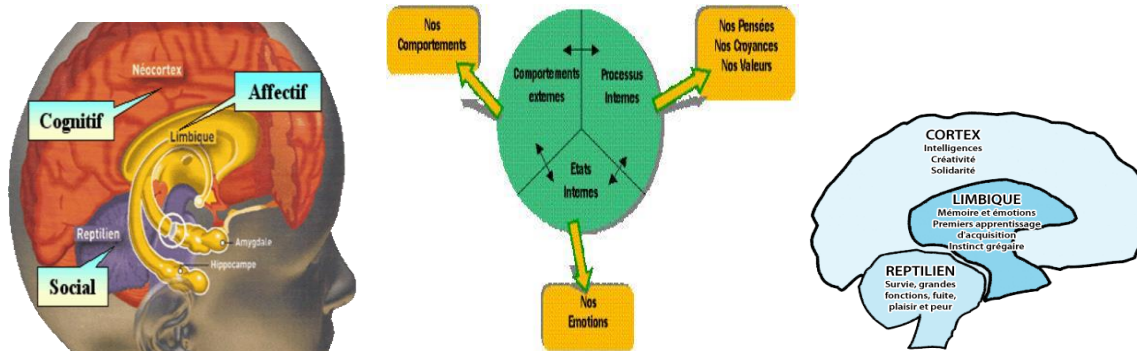 Néocortex
Cognitif
Affectif
Limbique
Reptilien
Amygdale
Hippocampe
Social
Nos
Comportements
Nos Pensées
Nos Croyances
Nos Valeurs
Comportements
externes
Processus
Internes
Etats
Internes
Nos
Emotions
CORTEX
Intelligences
Créativité
Solidarité
LIMBIQUE
Mémoire et émotions
Premiers apprentissage
d'acquisition
Instinct grégaire
REPTILIEN
Survie, grandes
fonctions, fuite,
plaisir et peur